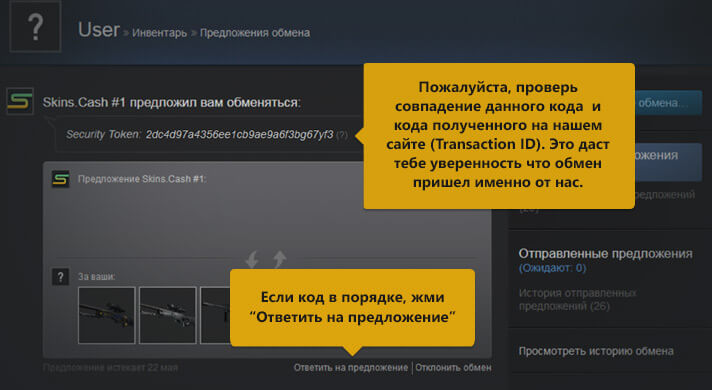 ?
User » Инвентарь » Предложения обмена
Skins.Cash #1 предложил вам обменяться:
Security Token: 2dc4d97a4356ee1cb9ae9a6f3bg67yf3 (?)
Пожалуйста, проверь
совпадение данного кода и
кода полученного на нашем
сайте (Transaction ID). Это даст
тебе уверенность что обмен
пришел именно от нас.
обмена...
Предложение Skins.Cash #1:
Отправленные предложения
(Ожидают: 0)
История отправленных
предложений (26)
? За ваши:
Если код в порядке, жми
“Ответить на предложение”
Просмотреть историю обмена
Предложение истекает 22 мая
Ответить на предложение | Отклонить обмен